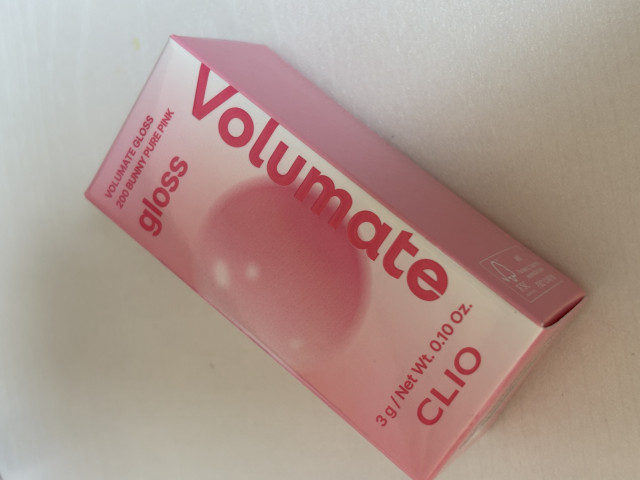 VOLUMATE GLOSS
200 BUNNY PURE PINK
gloss
Volumate
3 g / Net Wt. 0.10 Oz.
CLIO